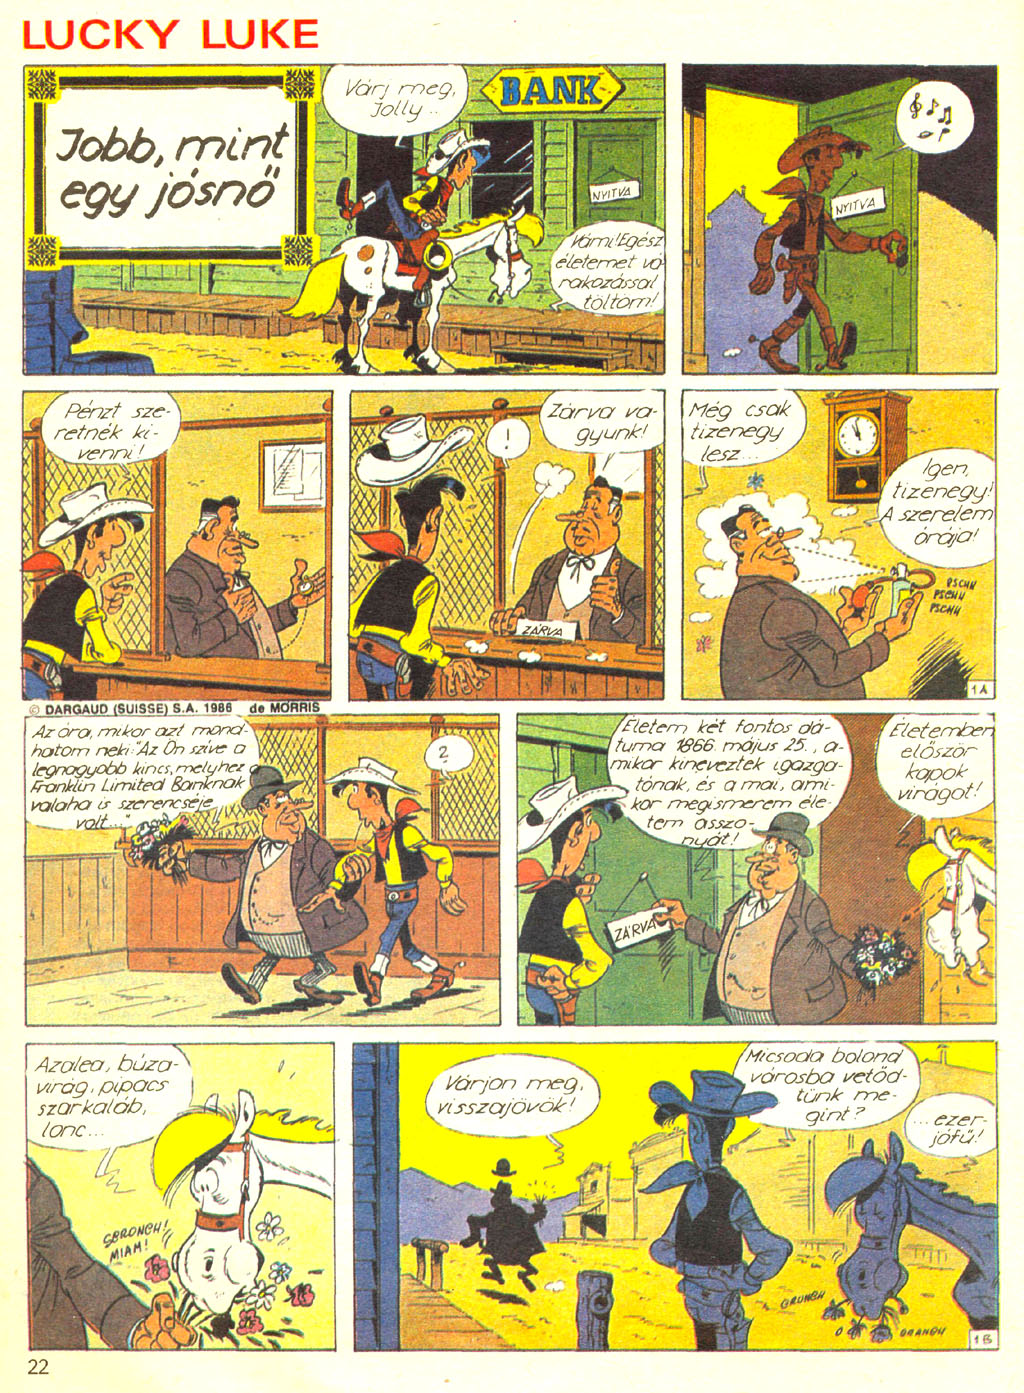 LUCKY LUKE
Jobb, mint
egy jósnő
Várj meg,
Jolly..
BANK
NYITVA
Várni! Egész
életemet vá-
rakozással
töltöm!
NYITVA
Pénzt sze-
retnék ki-
venni!
!
Zárva va-
gyunk!
ZÁRVA
Még csak
tizenegy
lesz...
Igen,
tizenegy!
A szerelem
órája!
PSCHH
PSCHH
PSCHH
1A
© DARGAUD (SUISSE) S.A. 1986 de MORRIS
Az óra, mikor azt mond-
hatom neki: "Az Ön szíve a
legnagyobb kincs, melyhez a
Franklin Limited Banknak
valaha is szerencséje
volt..."
?
Életem két fontos dá-
tuma 1866. május 25., a-
mikor kineveztek igazga-
tónak, és a mai, ami-
kor megismerem éle-
tem asszo-
nyát!
ZÁRVA
Életemben
először
kapok
virágot!
Azalea, búza-
virág, pipacs
szarkaláb,
lonc...
SCRONCH!
MIAM!
Várjon meg,
visszajövök!
Micsoda bolond
városba vetőd-
tünk me-
gint?
... ezer-
jófű!
GRUNCH
1B
22